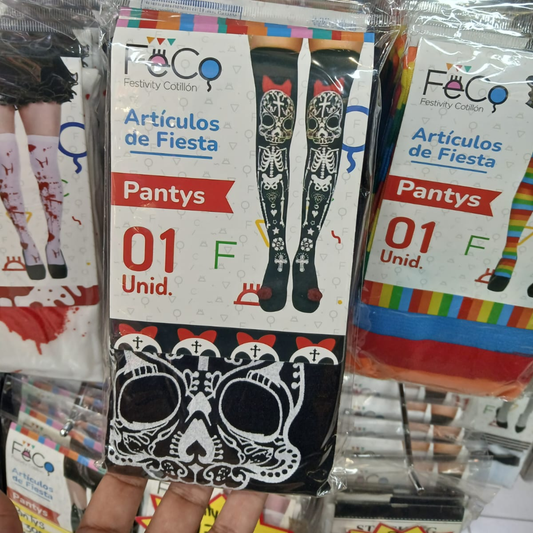 FeCo
Festivity Cotillón
Artículos
de Fiesta
Pantys
01
Unid.
F
FeCo
Festivity Cotillón
Artículos
de Fiesta
Pantys
01
Unid.
F
FeCo
Artículos
de Fiesta
Pantys